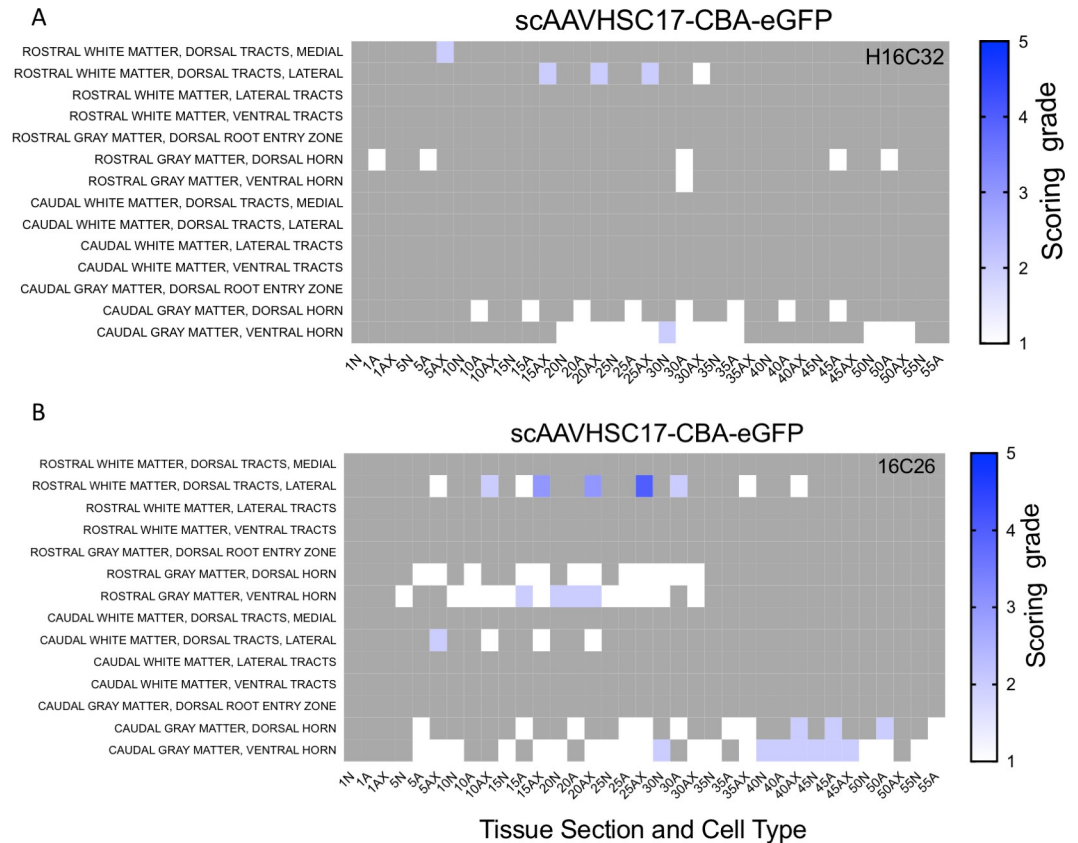 A
scAAVHSC17-CBA-eGFP
H16C32
ROSTRAL WHITE MATTER, DORSAL TRACTS, MEDIAL
ROSTRAL WHITE MATTER, DORSAL TRACTS, LATERAL
ROSTRAL WHITE MATTER, LATERAL TRACTS
ROSTRAL WHITE MATTER, VENTRAL TRACTS
ROSTRAL GRAY MATTER, DORSAL ROOT ENTRY ZONE
ROSTRAL GRAY MATTER, DORSAL HORN
ROSTRAL GRAY MATTER, VENTRAL HORN
CAUDAL WHITE MATTER, DORSAL TRACTS, MEDIAL
CAUDAL WHITE MATTER, DORSAL TRACTS, LATERAL
CAUDAL WHITE MATTER, LATERAL TRACTS
CAUDAL WHITE MATTER, VENTRAL TRACTS
CAUDAL GRAY MATTER, DORSAL ROOT ENTRY ZONE
CAUDAL GRAY MATTER, DORSAL HORN
CAUDAL GRAY MATTER, VENTRAL HORN
1N 1A 1AX 5N 5A 5AX 10N 10A 10AX 15N 15A 15AX 20N 20A 20AX 25N 25A 25AX 30N 30A 30AX 35N 35A 35AX 40N 40A 40AX 45N 45A 45AX 50N 50A 50AX 55N 55A
5
4
3
2
1
Scoring grade
B
scAAVHSC17-CBA-eGFP
16C26
ROSTRAL WHITE MATTER, DORSAL TRACTS, MEDIAL
ROSTRAL WHITE MATTER, DORSAL TRACTS, LATERAL
ROSTRAL WHITE MATTER, LATERAL TRACTS
ROSTRAL WHITE MATTER, VENTRAL TRACTS
ROSTRAL GRAY MATTER, DORSAL ROOT ENTRY ZONE
ROSTRAL GRAY MATTER, DORSAL HORN
ROSTRAL GRAY MATTER, VENTRAL HORN
CAUDAL WHITE MATTER, DORSAL TRACTS, MEDIAL
CAUDAL WHITE MATTER, DORSAL TRACTS, LATERAL
CAUDAL WHITE MATTER, LATERAL TRACTS
CAUDAL WHITE MATTER, VENTRAL TRACTS
CAUDAL GRAY MATTER, DORSAL ROOT ENTRY ZONE
CAUDAL GRAY MATTER, DORSAL HORN
CAUDAL GRAY MATTER, VENTRAL HORN
1N 1A 1AX 5N 5A 5AX 10N 10A 10AX 15N 15A 15AX 20N 20A 20AX 25N 25A 25AX 30N 30A 30AX 35N 35A 35AX 40N 40A 40AX 45N 45A 45AX 50N 50A 50AX 55N 55A
5
4
3
2
1
Scoring grade
Tissue Section and Cell Type